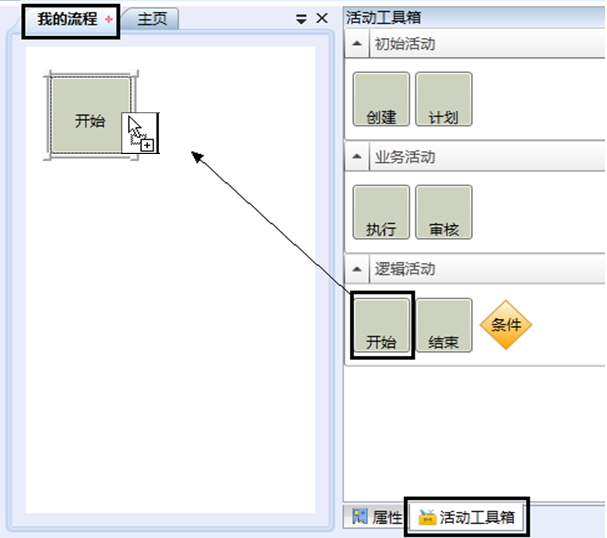 我的流程 主页
开始
活动工具箱
初始活动
创建 计划
业务活动
执行 审核
逻辑活动
开始 结束 条件
属性 活动工具箱